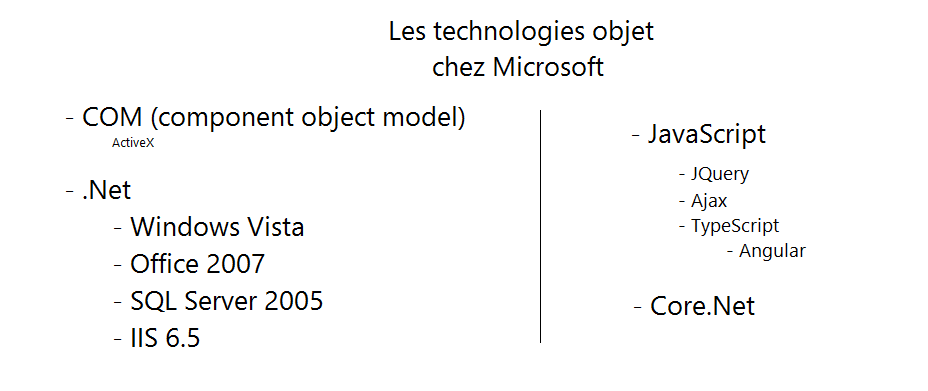 Les technologies objet
chez Microsoft
- COM (component object model)
ActiveX
- .Net
- Windows Vista
- Office 2007
- SQL Server 2005
- IIS 6.5
- JavaScript
- JQuery
- Ajax
- TypeScript
- Angular
- Core.Net